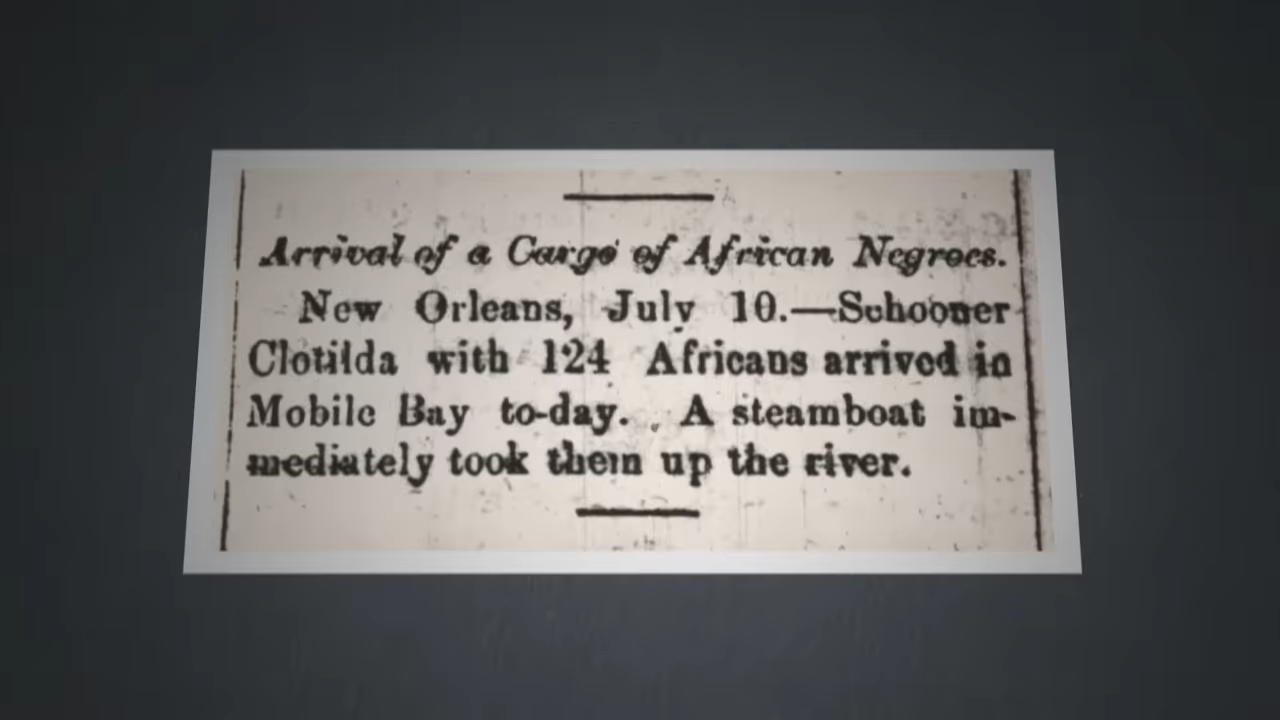 Arrival of a Cargo of African Negroes.
New Orleans, July 10.—Schooner
Clotilda with 124 Africans arrived in
Mobile Bay to-day. A steamboat im-
mediately took them up the river.